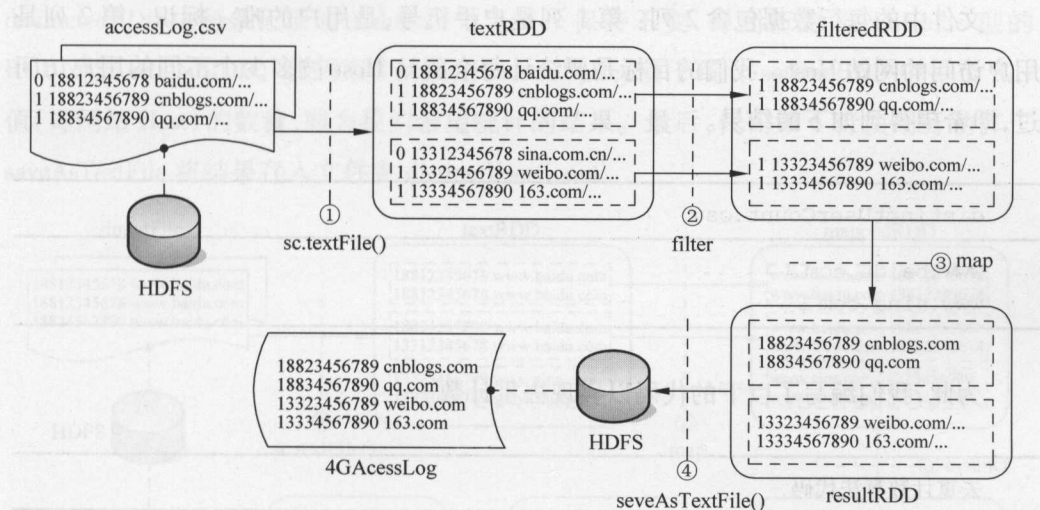 accessLog.csv
0 18812345678 baidu.com/...
1 18823456789 cnblogs.com/...
1 18834567890 qq.com/...
HDFS
①
sc.textFile()
textRDD
0 18812345678 baidu.com/...
1 18823456789 cnblogs.com/...
1 18834567890 qq.com/...
0 13312345678 sina.com.cn/...
1 13323456789 weibo.com/...
1 13334567890 163.com/...
②
filter
filteredRDD
1 18823456789 cnblogs.com/...
1 18834567890 qq.com/...
1 13323456789 weibo.com/...
1 13334567890 163.com/...
③ map
18823456789 cnblogs.com
18834567890 qq.com
13323456789 weibo.com/...
13334567890 163.com/...
resultRDD
④
seveAsTextFile()
HDFS
18823456789 cnblogs.com
18834567890 qq.com
13323456789 weibo.com
13334567890 163.com
4GAcessLog